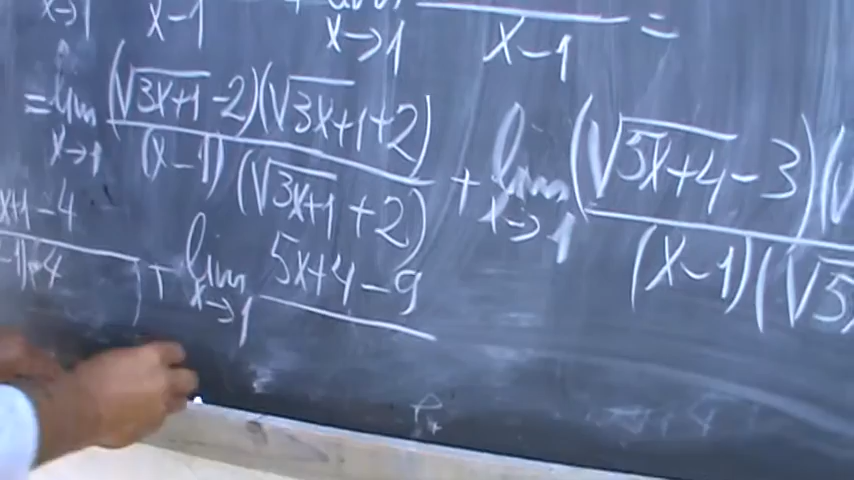 x→1 x-1 + lim x→1 x-1 =
= lim x→1 (√3x+1 -2)(√3x+1 +2) / (x-1)(√3x+1 +2) + lim x→1 (√5x+4 -3)(√ / (x-1)(√5
x+1-4 + lim x→1 5x+4-9